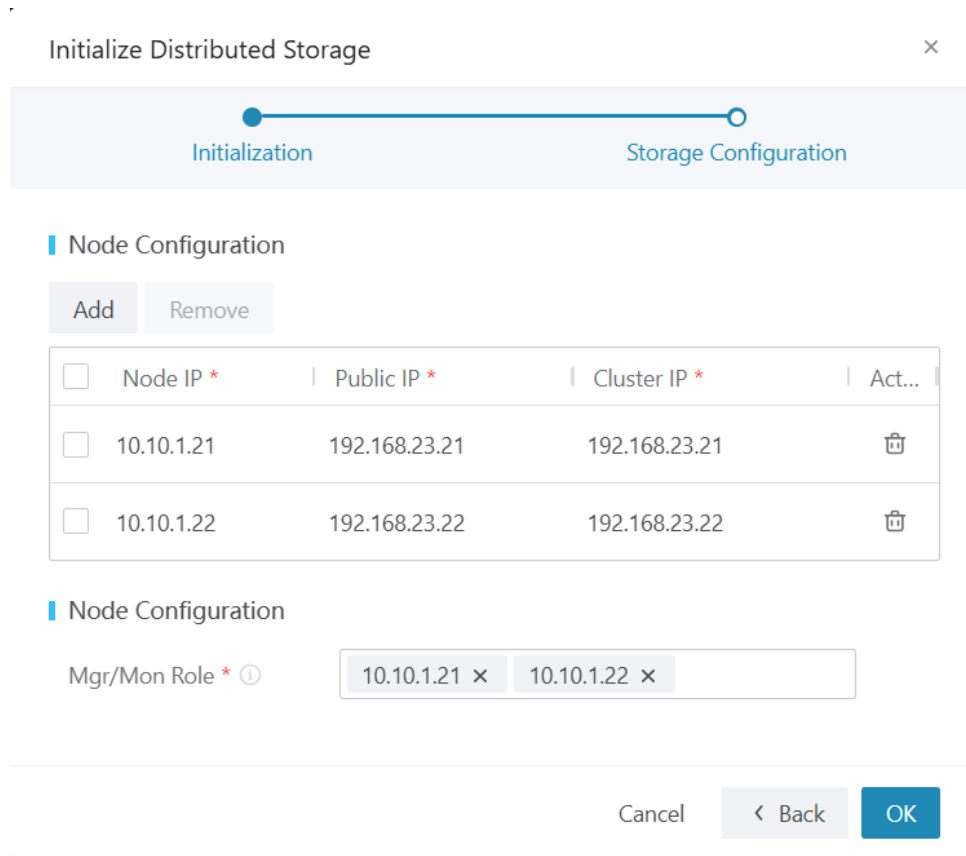 Initialize Distributed Storage ×
Initialization Storage Configuration
Node Configuration
Add Remove
Node IP * Public IP * Cluster IP * Act...
10.10.1.21 192.168.23.21 192.168.23.21
10.10.1.22 192.168.23.22 192.168.23.22
Node Configuration
Mgr/Mon Role * 10.10.1.21 × 10.10.1.22 ×
Cancel < Back OK